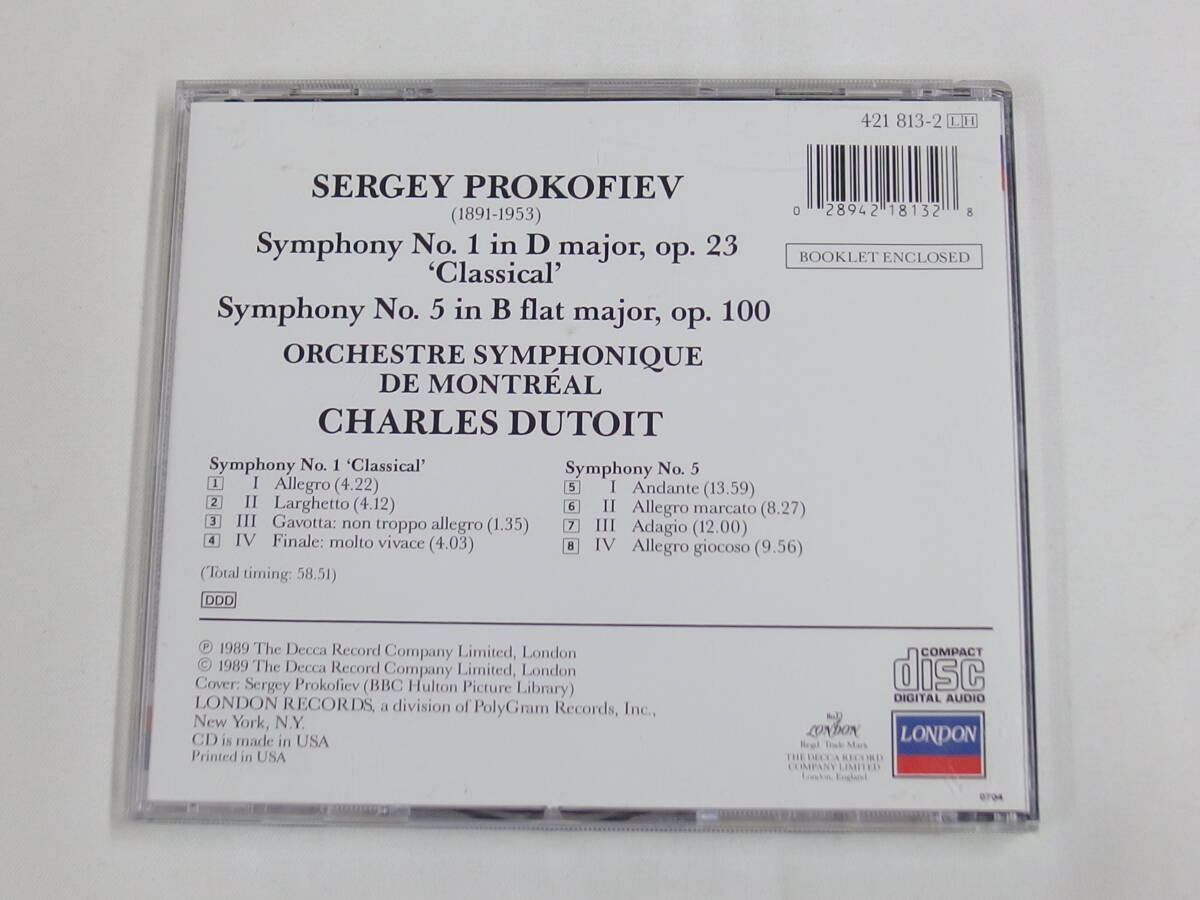 421 813-2 LH
0 28942 18132 8
BOOKLET ENCLOSED
SERGEY PROKOFIEV
(1891-1953)
Symphony No. 1 in D major, op. 23
‘Classical’
Symphony No. 5 in B flat major, op. 100
ORCHESTRE SYMPHONIQUE
DE MONTRÉAL
CHARLES DUTOIT
Symphony No. 1 ‘Classical’
1 I Allegro (4.22)
2 II Larghetto (4.12)
3 III Gavotta: non troppo allegro (1.35)
4 IV Finale: molto vivace (4.03)
Symphony No. 5
5 I Andante (13.59)
6 II Allegro marcato (8.27)
7 III Adagio (12.00)
8 IV Allegro giocoso (9.56)
(Total timing: 58.51)
DDD
℗ 1989 The Decca Record Company Limited, London
© 1989 The Decca Record Company Limited, London
Cover: Sergey Prokofiev (BBC Hulton Picture Library)
LONDON RECORDS, a division of PolyGram Records, Inc.,
New York, N.Y.
CD is made in USA
Printed in USA
COMPACT
disc
DIGITAL AUDIO
LONDON
Regd. Trade Mark
THE DECCA RECORD
COMPANY LIMITED
London, England
LONDON